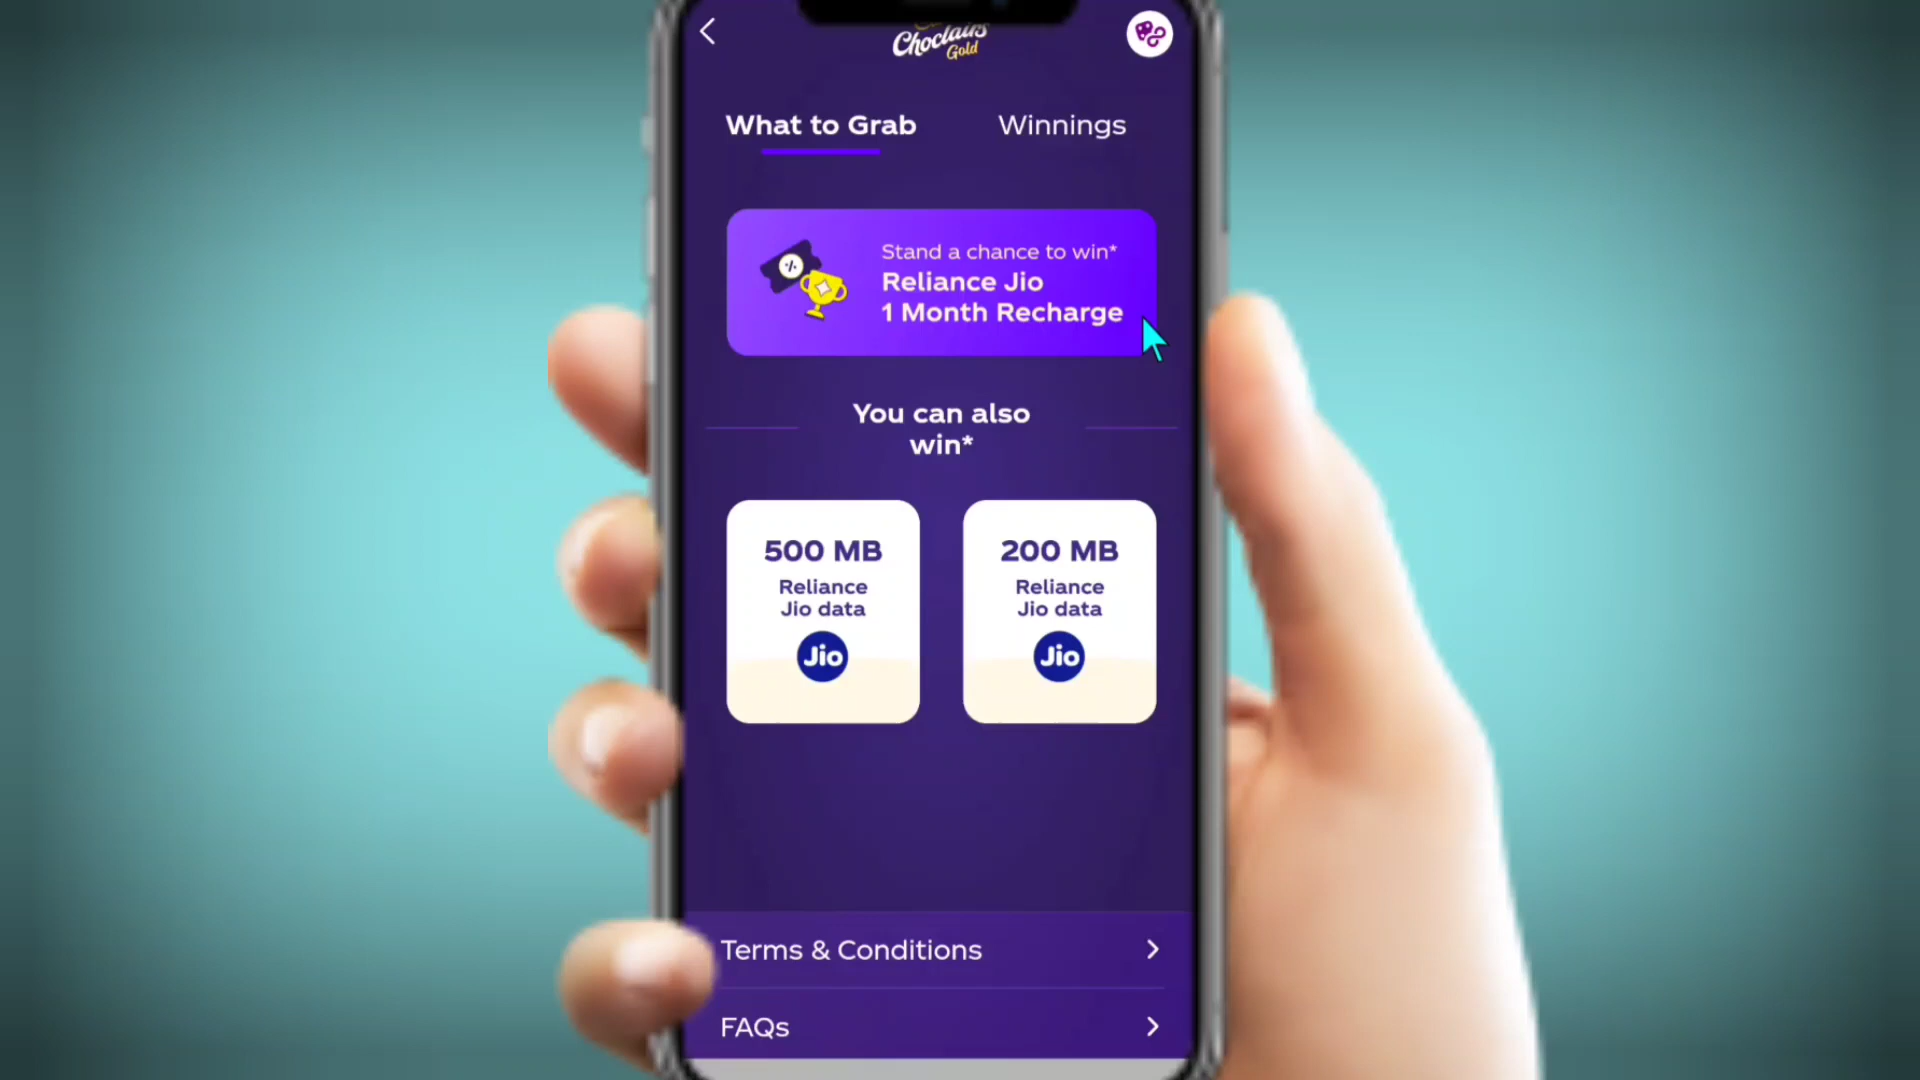 Choclairs
Gold
What to Grab
Winnings
Stand a chance to win*
Reliance Jio
1 Month Recharge
You can also
win*
500 MB
Reliance
Jio data
Jio
200 MB
Reliance
Jio data
Jio
Terms & Conditions
FAQs